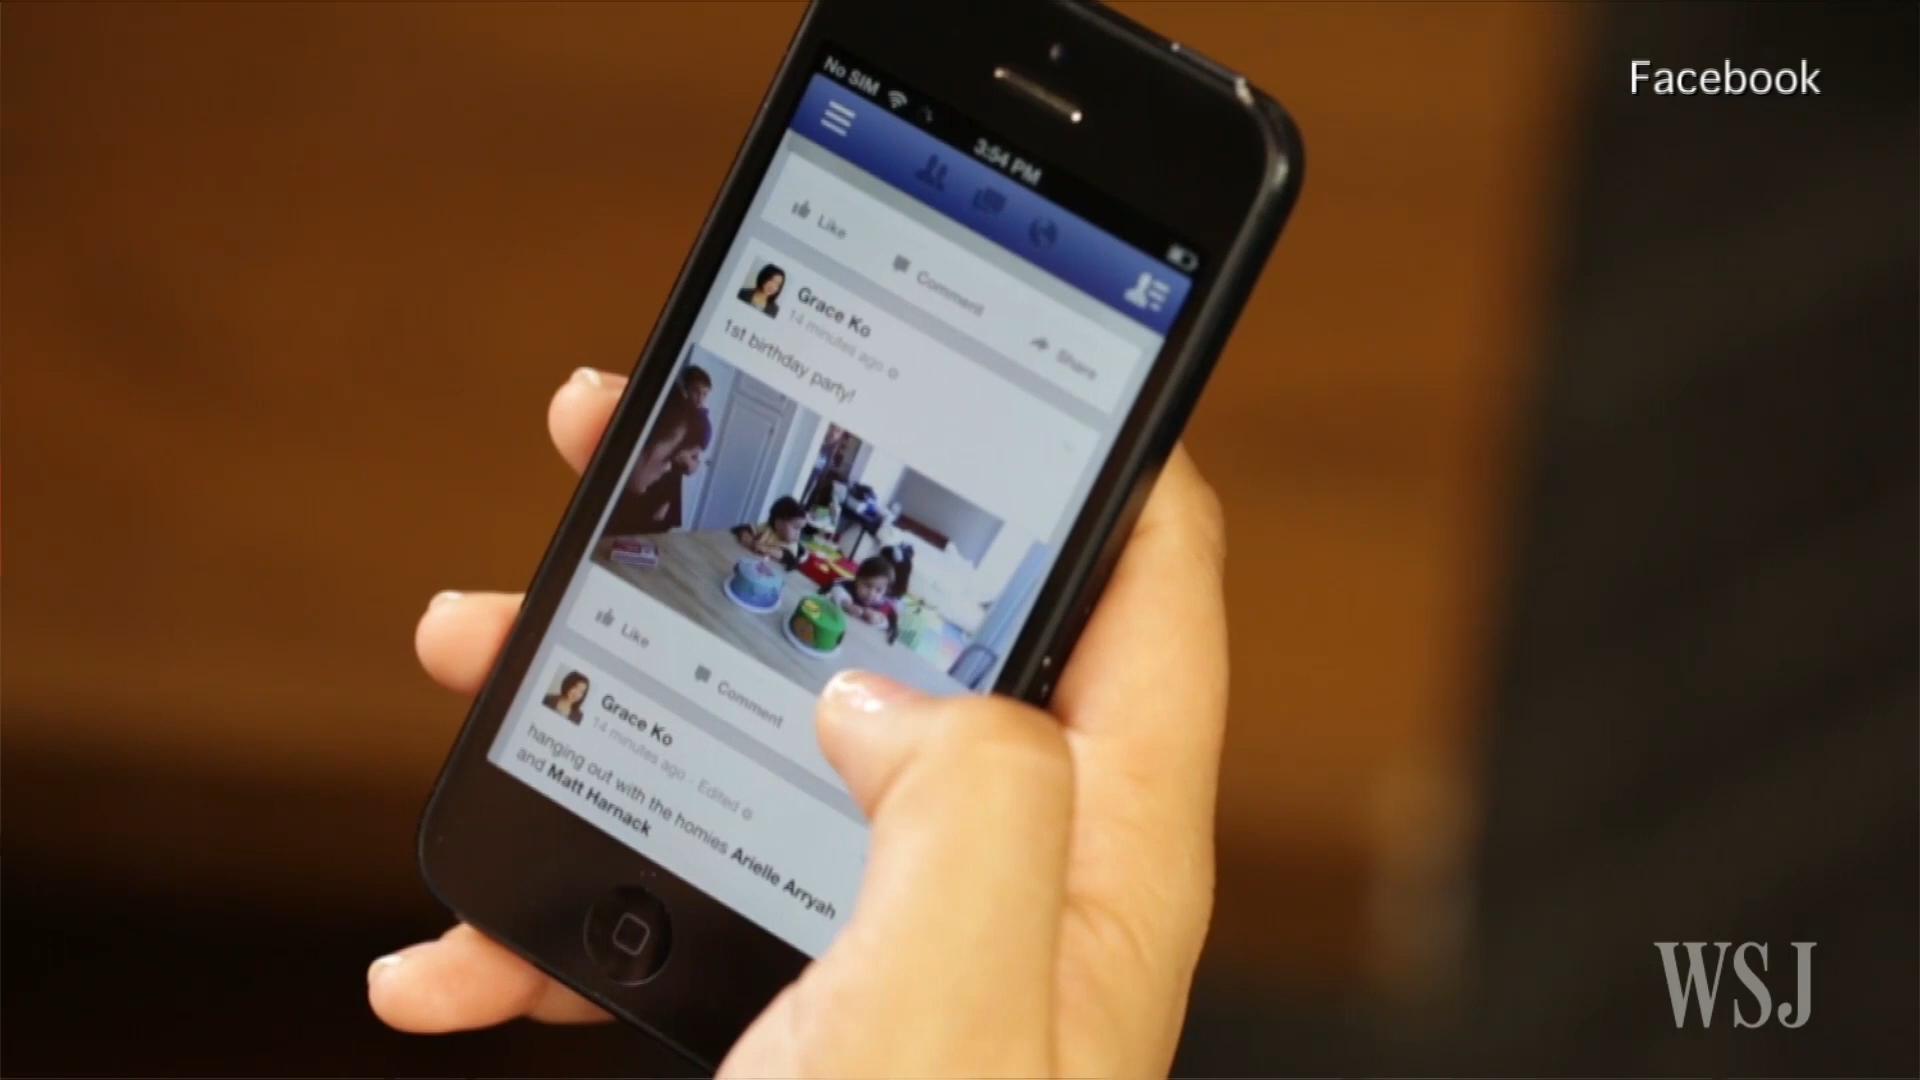 Facebook
No SIM
3:54 PM
Like
Comment
Share
Grace Ko
14 minutes ago
1st birthday party!
Like
Comment
Grace Ko
14 minutes ago · Edited
hanging out with the homies Arielle Arryah
and Matt Harnack
WSJ